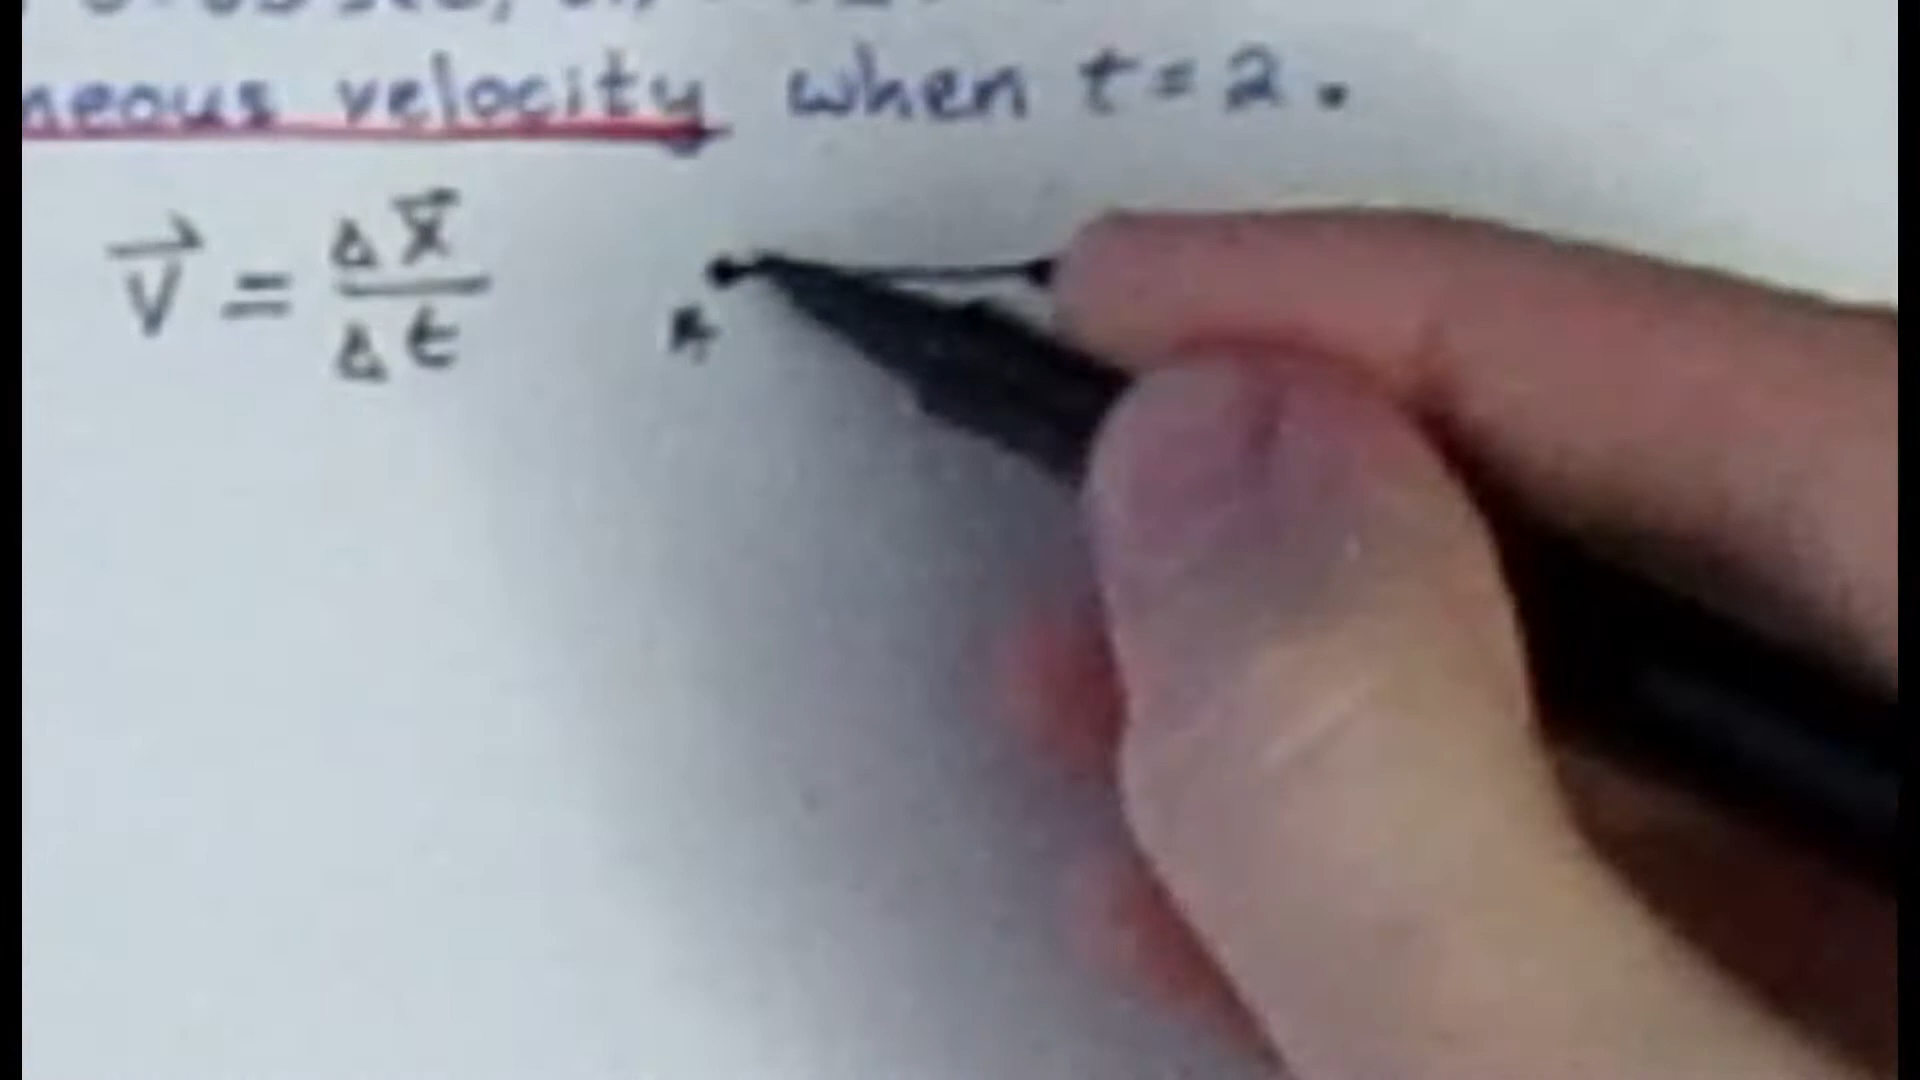 neous velocity when t=2.
V⃗ = Δx⃗/Δt
A